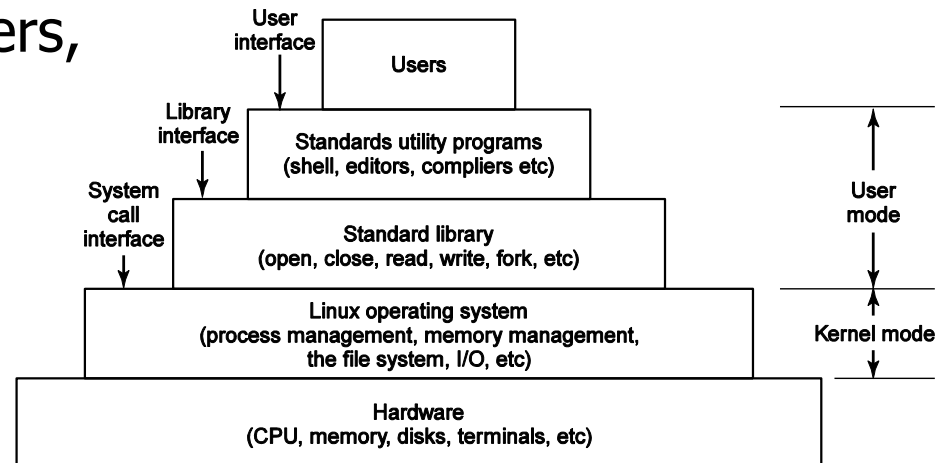 ers,
User
interface
Users
Library
interface
Standards utility programs
(shell, editors, compliers etc)
System
call
interface
User
mode
Standard library
(open, close, read, write, fork, etc)
Linux operating system
(process management, memory management,
the file system, I/O, etc)
Kernel mode
Hardware
(CPU, memory, disks, terminals, etc)